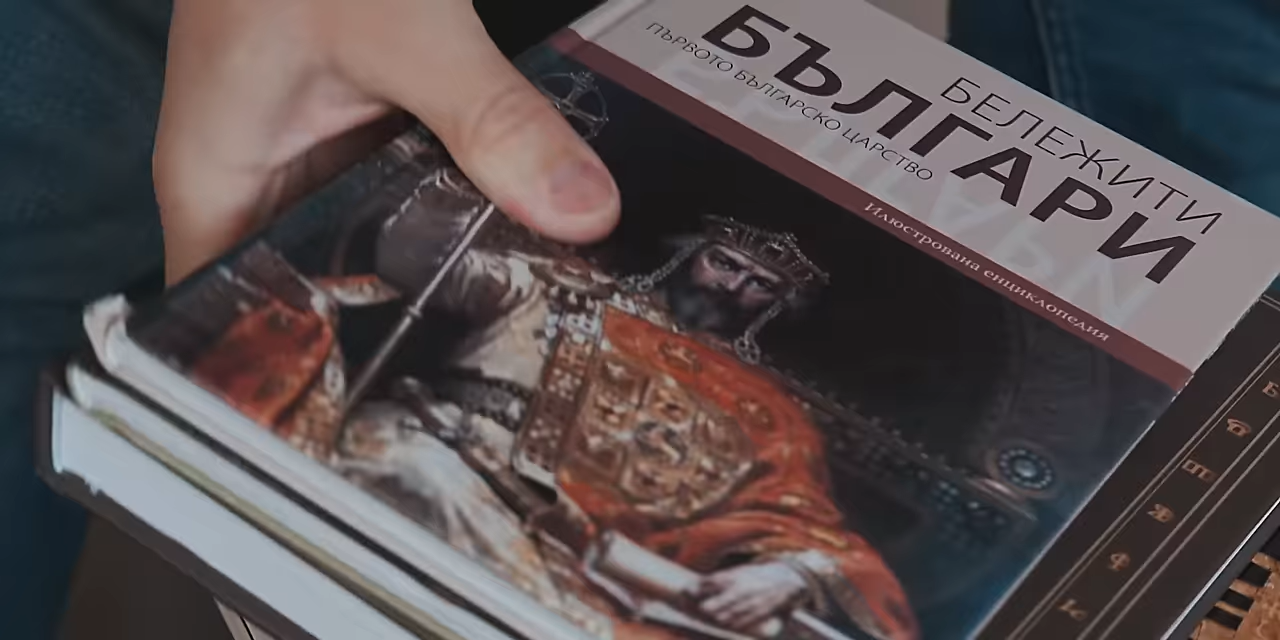 БЕЛЕЖИТИ
БЪЛГАРИ
ПЪРВОТО БЪЛГАРСКО ЦАРСТВО
Илюстрована енциклопедия